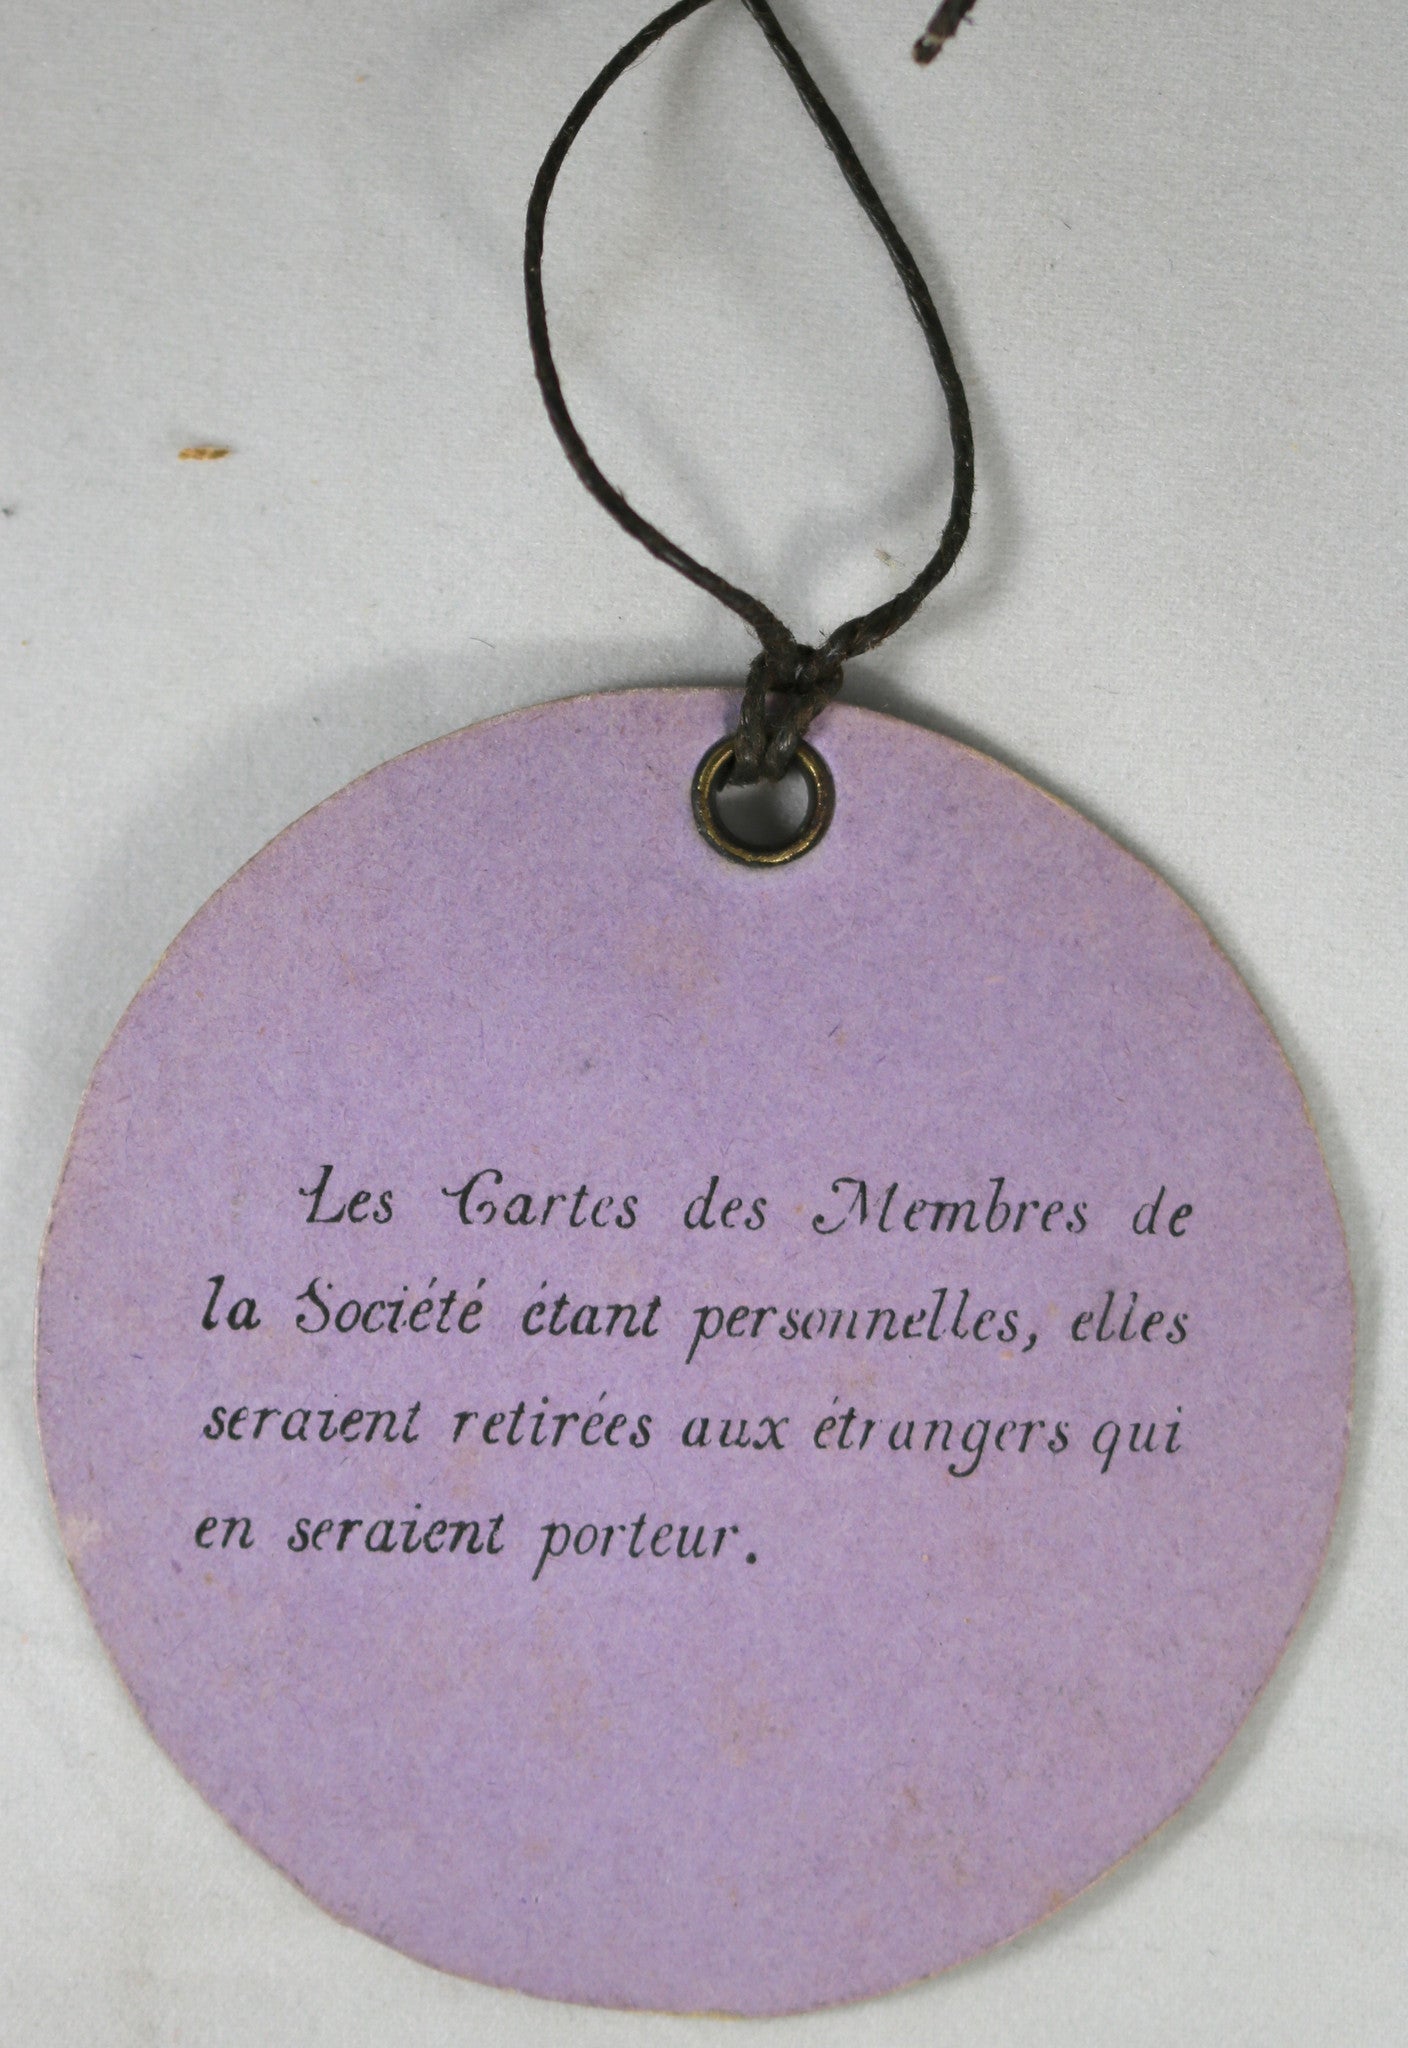 Les Cartes des Membres de
la Société étant personnelles, elles
seraient retirées aux étrangers qui
en seraient porteur.